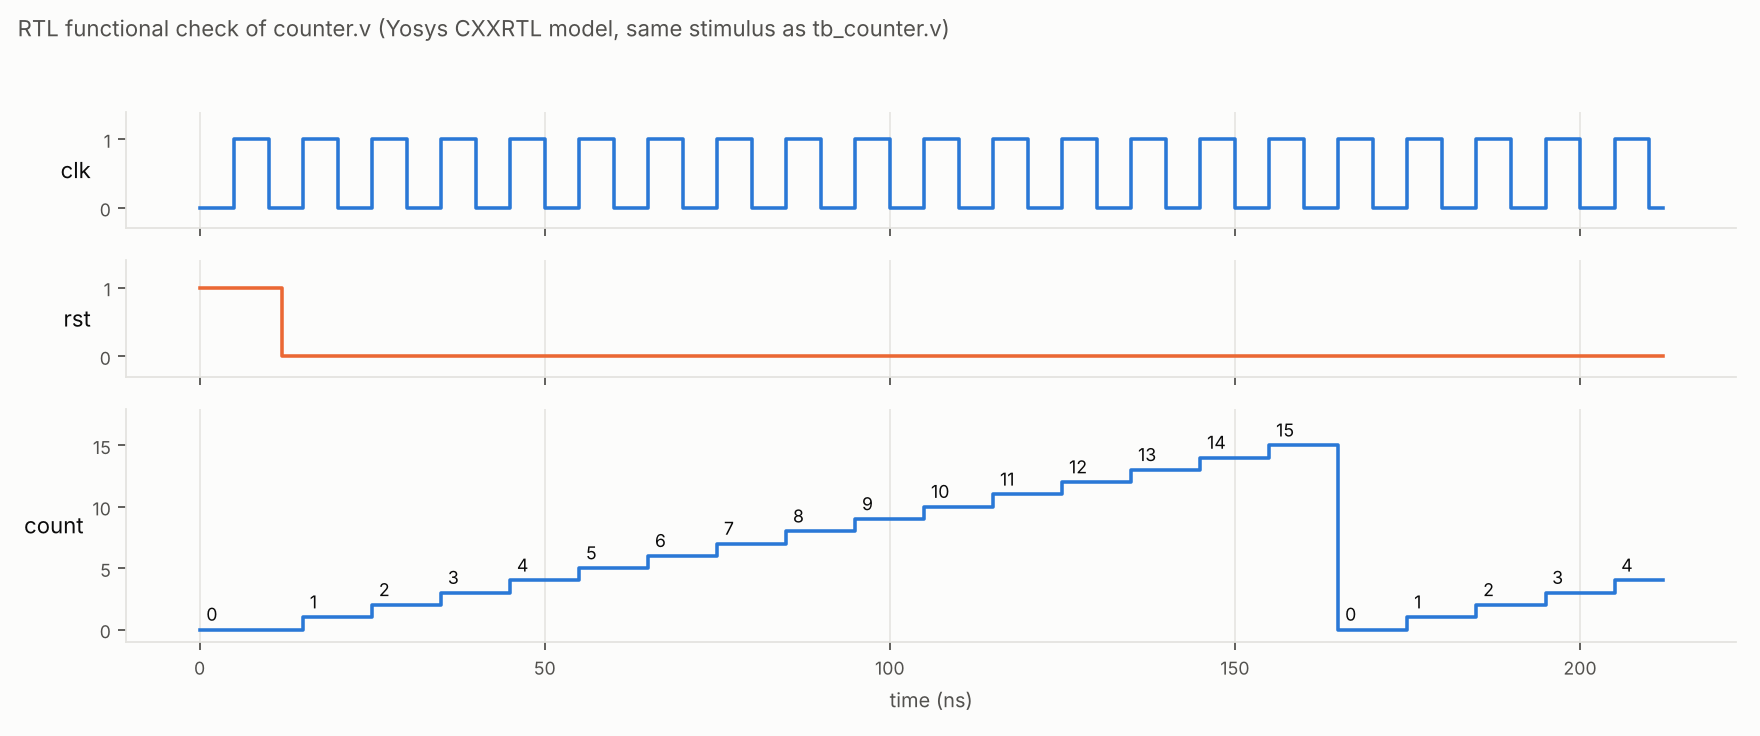 RTL functional check of counter.v (Yosys CXXRTL model, same stimulus as tb_counter.v)
1
clk
0
1
rst
0
15
10
count
5
0
0 1 2 3 4 5 6 7 8 9 10 11 12 13 14 15 0 1 2 3 4
0 50 100 150 200
time (ns)